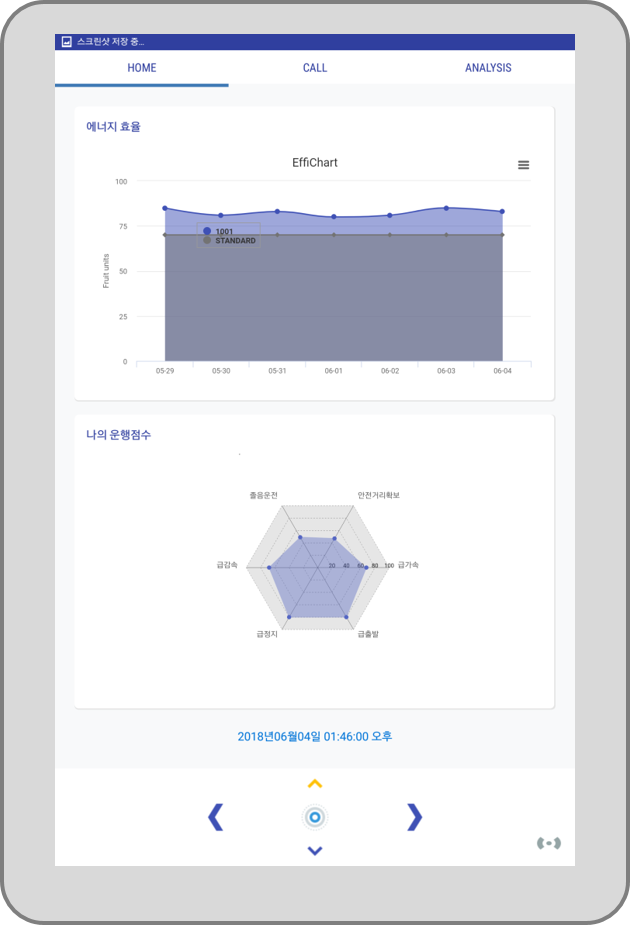 스크린샷 저장 중...
HOME
CALL
ANALYSIS
에너지 효율
EffiChart
100
75
50
25
0
Fruit units
1001
STANDARD
05-29
05-30
05-31
06-01
06-02
06-03
06-04
나의 운행점수
졸음운전
안전거리확보
급감속
20
40
60
80
100
급가속
급정지
급출발
2018년06월04일 01:46:00 오후